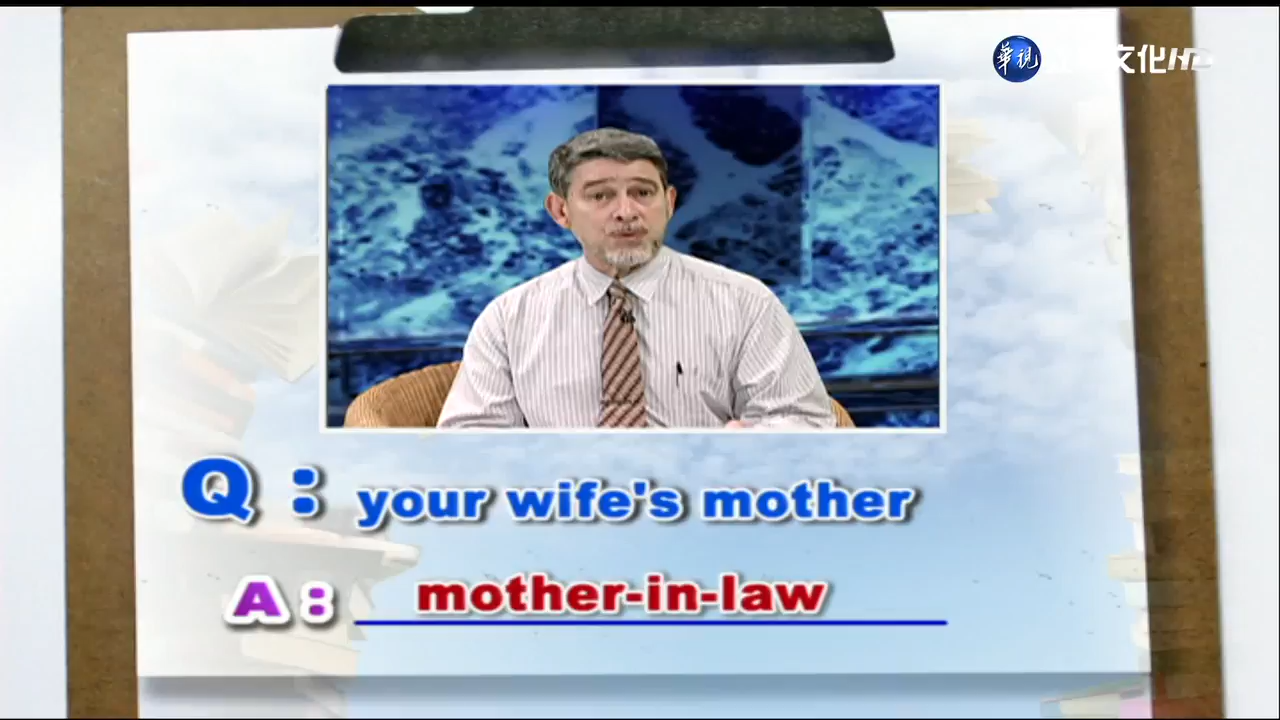 華視 文化HD
Q : your wife's mother
A : mother-in-law